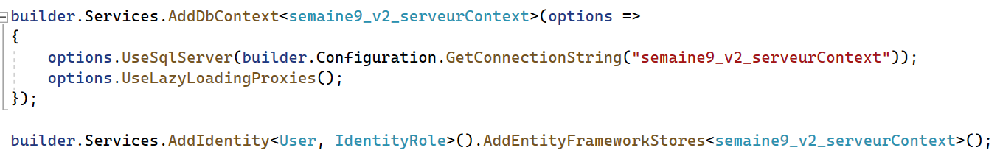 builder.Services.AddDbContext<semaine9_v2_serveurContext>(options =>
{
    options.UseSqlServer(builder.Configuration.GetConnectionString("semaine9_v2_serveurContext"));
    options.UseLazyLoadingProxies();
});

builder.Services.AddIdentity<User, IdentityRole>().AddEntityFrameworkStores<semaine9_v2_serveurContext>();